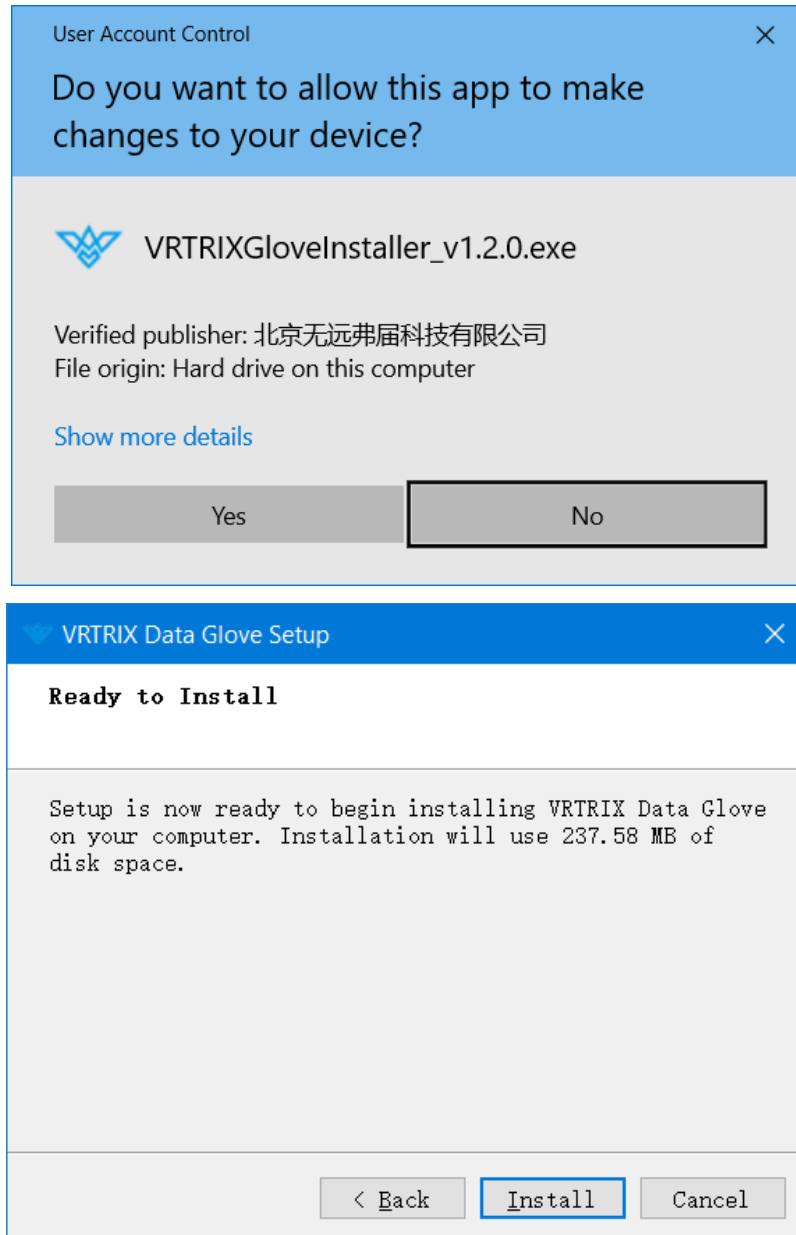 User Account Control
Do you want to allow this app to make
changes to your device?
VRTRIXGloveInstaller_v1.2.0.exe
Verified publisher: 北京无远弗届科技有限公司
File origin: Hard drive on this computer
Show more details
Yes
No
VRTRIX Data Glove Setup
Ready to Install
Setup is now ready to begin installing VRTRIX Data Glove
on your computer. Installation will use 237.58 MB of
disk space.
< Back
Install
Cancel